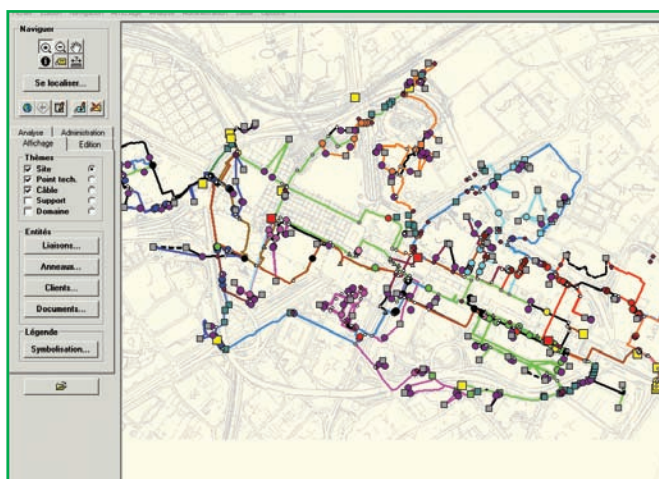 Naviguer
Se localiser...
Analyse Administration
Affichage Edition
Thèmes
Site
Point tech.
Câble
Support
Domaine
Entités
Liaisons...
Anneaux...
Clients...
Documents...
Légende
Symbolisation...